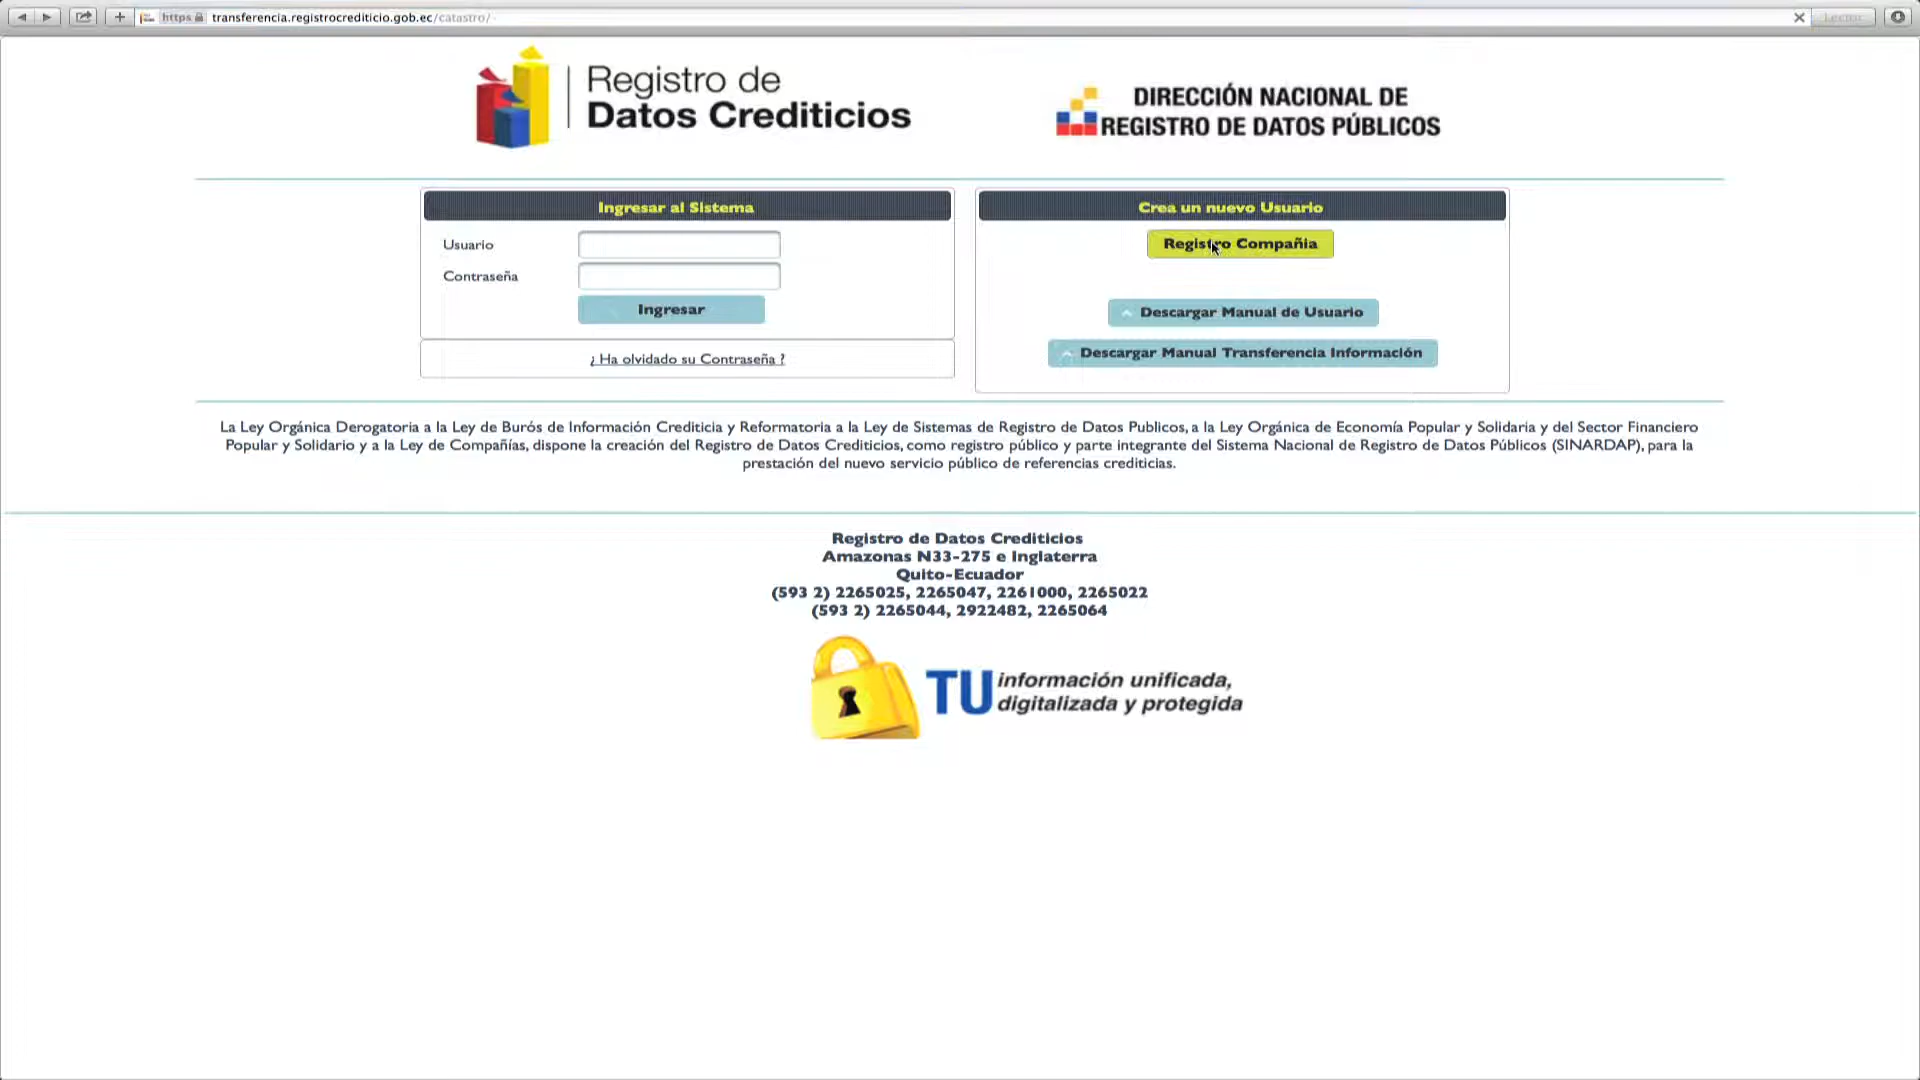 https transferencia.registrocrediticio.gob.ec/catastro/
Registro de
Datos Crediticios
DIRECCIÓN NACIONAL DE
REGISTRO DE DATOS PÚBLICOS
Ingresar al Sistema
Usuario
Contraseña
Ingresar
¿ Ha olvidado su Contraseña ?
Crea un nuevo Usuario
Registro Compañia
Descargar Manual de Usuario
Descargar Manual Transferencia Información
La Ley Orgánica Derogatoria a la Ley de Burós de Información Crediticia y Reformatoria a la Ley de Sistemas de Registro de Datos Publicos, a la Ley Orgánica de Economía Popular y Solidaria y del Sector Financiero
Popular y Solidario y a la Ley de Compañías, dispone la creación del Registro de Datos Crediticios, como registro público y parte integrante del Sistema Nacional de Registro de Datos Públicos (SINARDAP), para la
prestación del nuevo servicio público de referencias crediticias.
Registro de Datos Crediticios
Amazonas N33-275 e Inglaterra
Quito-Ecuador
(593 2) 2265025, 2265047, 2261000, 2265022
(593 2) 2265044, 2922482, 2265064
TU información unificada,
digitalizada y protegida